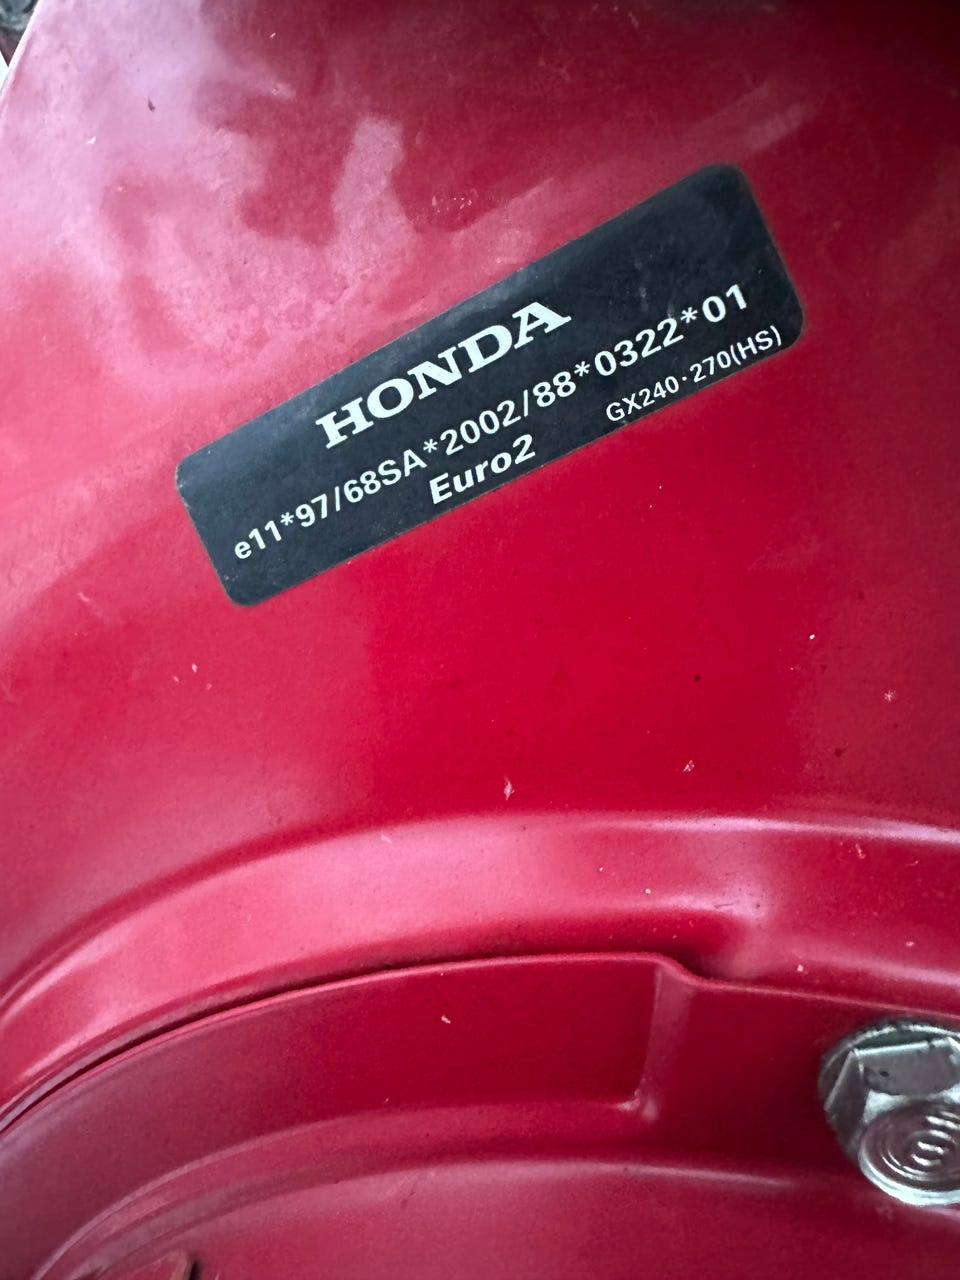 HONDA
e11*97/68SA*2002/88*0322*01
Euro2 GX240·270(HS)